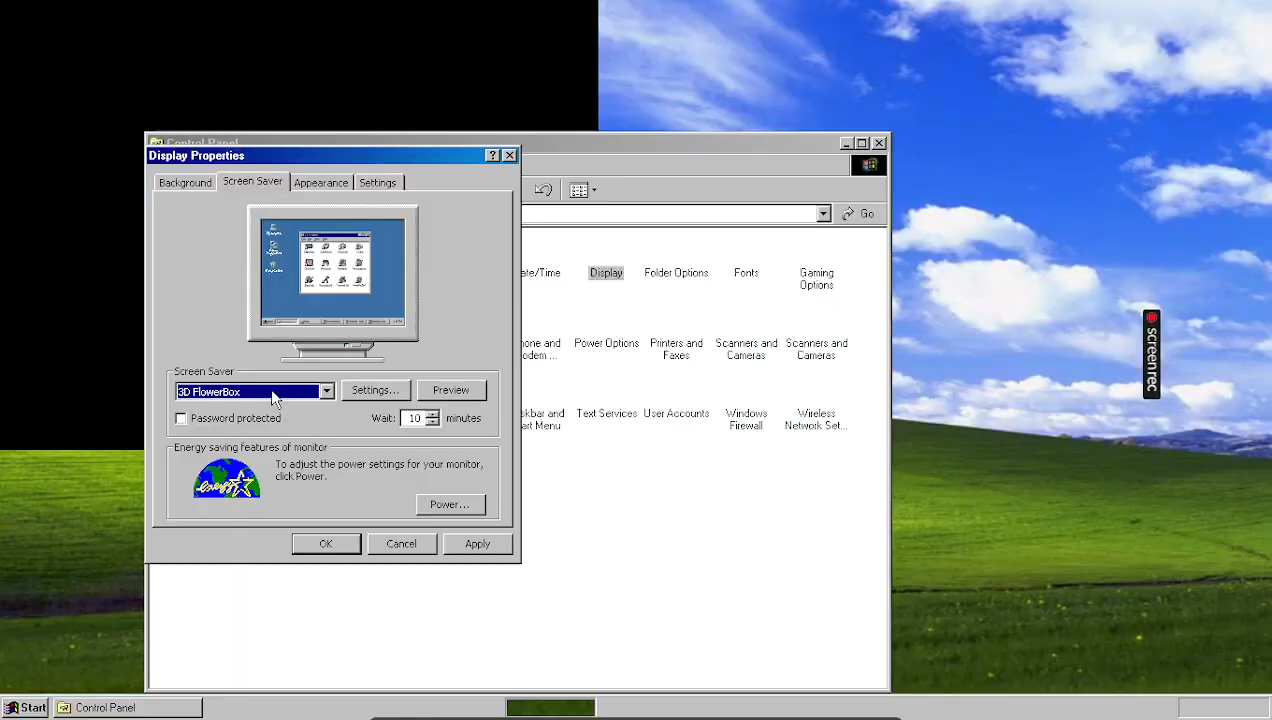 Control Panel
Display Properties
Background
Screen Saver
Appearance
Settings
Go
ate/Time
Display
Folder Options
Fonts
Gaming
Options
hone and
odem ...
Power Options
Printers and
Faxes
Scanners and
Cameras
Scanners and
Cameras
Screen Saver
3D FlowerBox
Settings...
Preview
Password protected
Wait:
10
minutes
skbar and
art Menu
Text Services
User Accounts
Windows
Firewall
Wireless
Network Set...
Energy saving features of monitor
To adjust the power settings for your monitor,
click Power.
energy
Power...
OK
Cancel
Apply
screenrec
Start
Control Panel